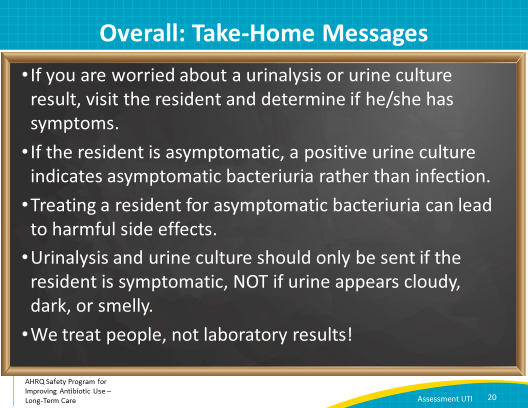 Overall: Take-Home Messages
•If you are worried about a urinalysis or urine culture
result, visit the resident and determine if he/she has
symptoms.
•If the resident is asymptomatic, a positive urine culture
indicates asymptomatic bacteriuria rather than infection.
•Treating a resident for asymptomatic bacteriuria can lead
to harmful side effects.
•Urinalysis and urine culture should only be sent if the
resident is symptomatic, NOT if urine appears cloudy,
dark, or smelly.
•We treat people, not laboratory results!
AHRQ Safety Program for
Improving Antibiotic Use –
Long-Term Care
Assessment UTI 20